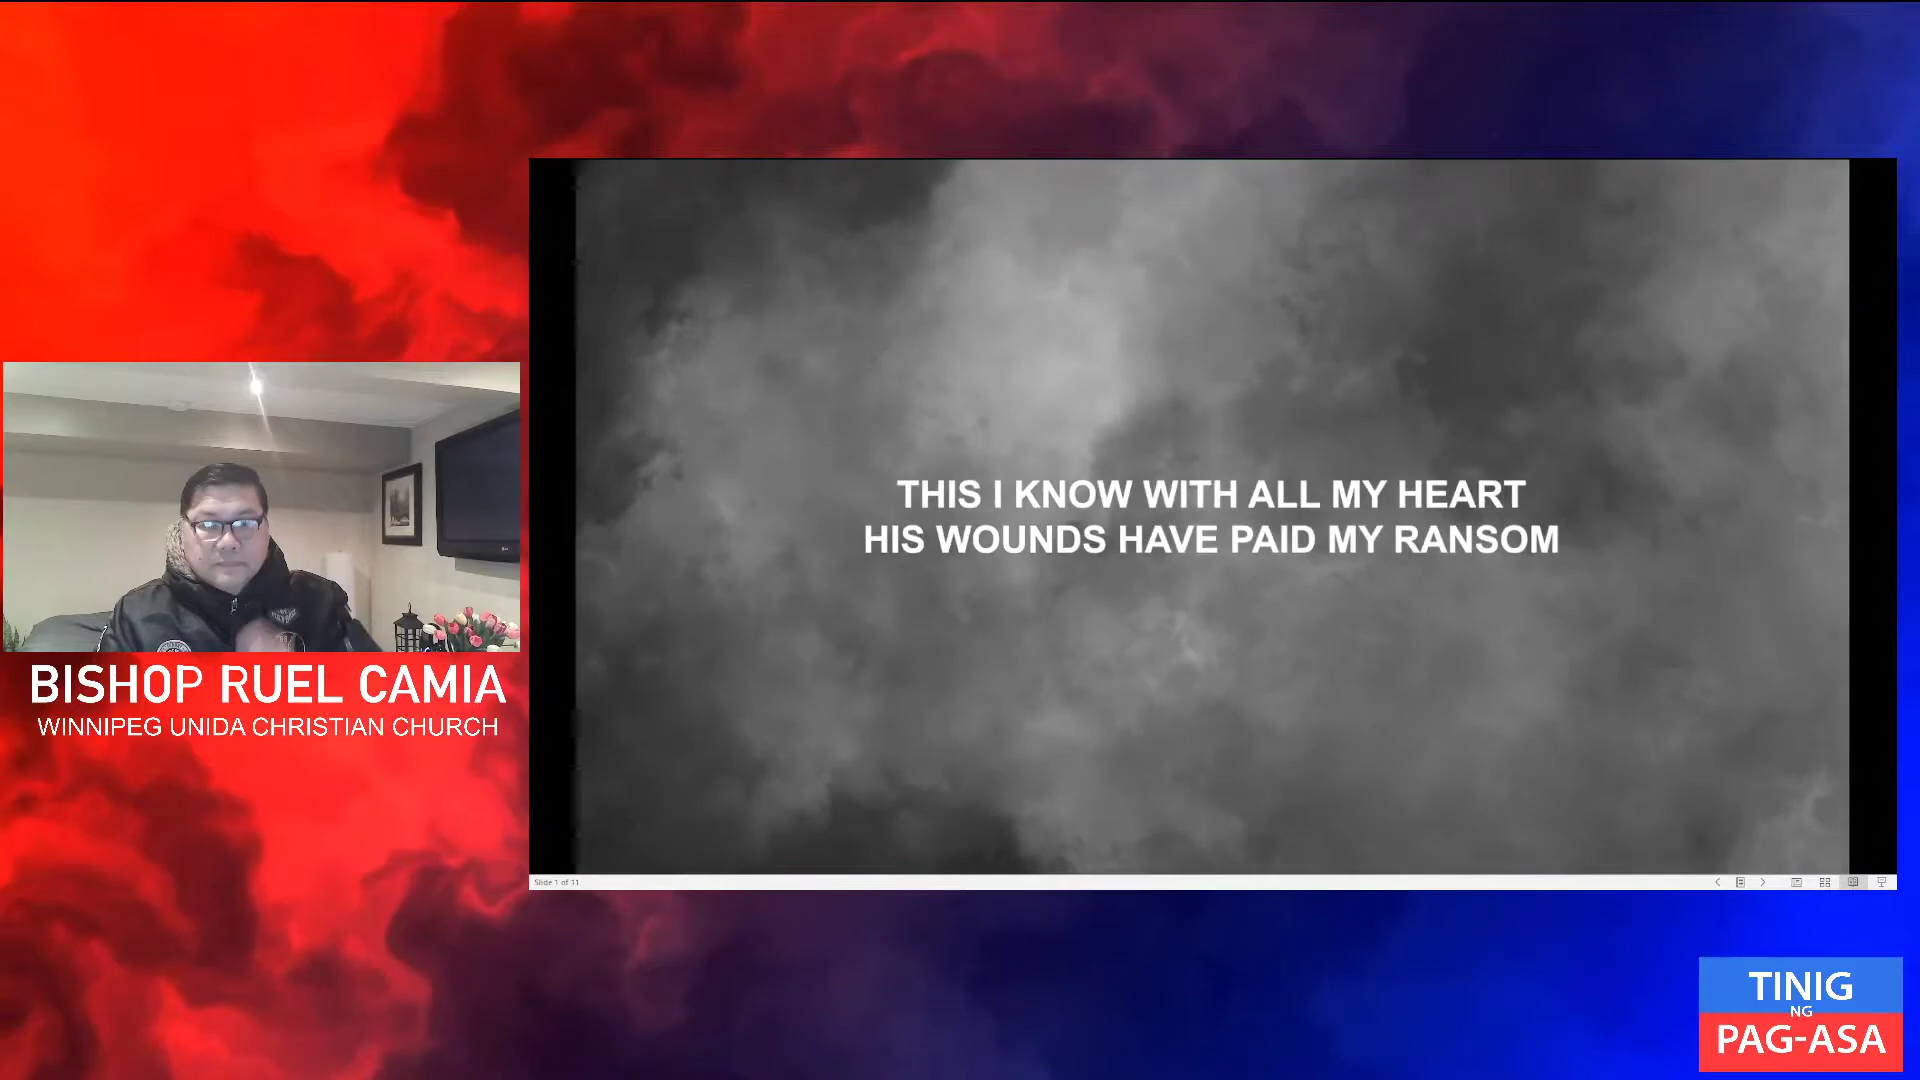 THIS I KNOW WITH ALL MY HEART
HIS WOUNDS HAVE PAID MY RANSOM
BISHOP RUEL CAMIA
WINNIPEG UNIDA CHRISTIAN CHURCH
Slide 1 of 11
TINIG
NG
PAG-ASA